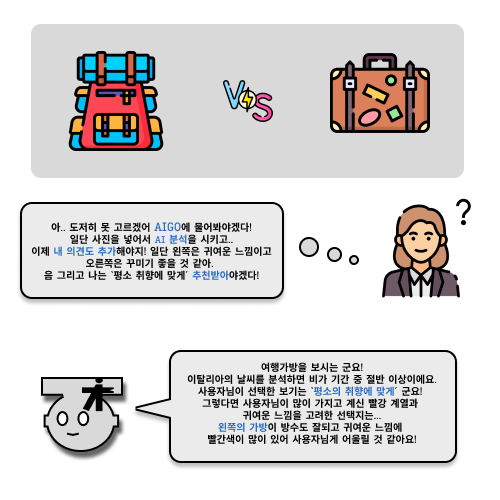 VS
아.. 도저히 못 고르겠어 AIGO에 물어봐야겠다!
일단 사진을 넣어서 AI 분석을 시키고..
이제 내 의견도 추가해야지! 일단 왼쪽은 귀여운 느낌이고
오른쪽은 꾸미기 좋을 것 같아.
음 그리고 나는 '평소 취향에 맞게' 추천받아야겠다!
?
여행가방을 보시는 군요!
이탈리아의 날씨를 분석하면 비가 기간 중 절반 이상이에요.
사용자님이 선택한 보기는 '평소의 취향에 맞게' 군요!
그렇다면 사용자님이 많이 가지고 계신 빨강 계열과
귀여운 느낌을 고려한 선택지는...
왼쪽의 가방이 방수도 잘되고 귀여운 느낌에
빨간색이 많이 있어 사용자님게 어울릴 것 같아요!